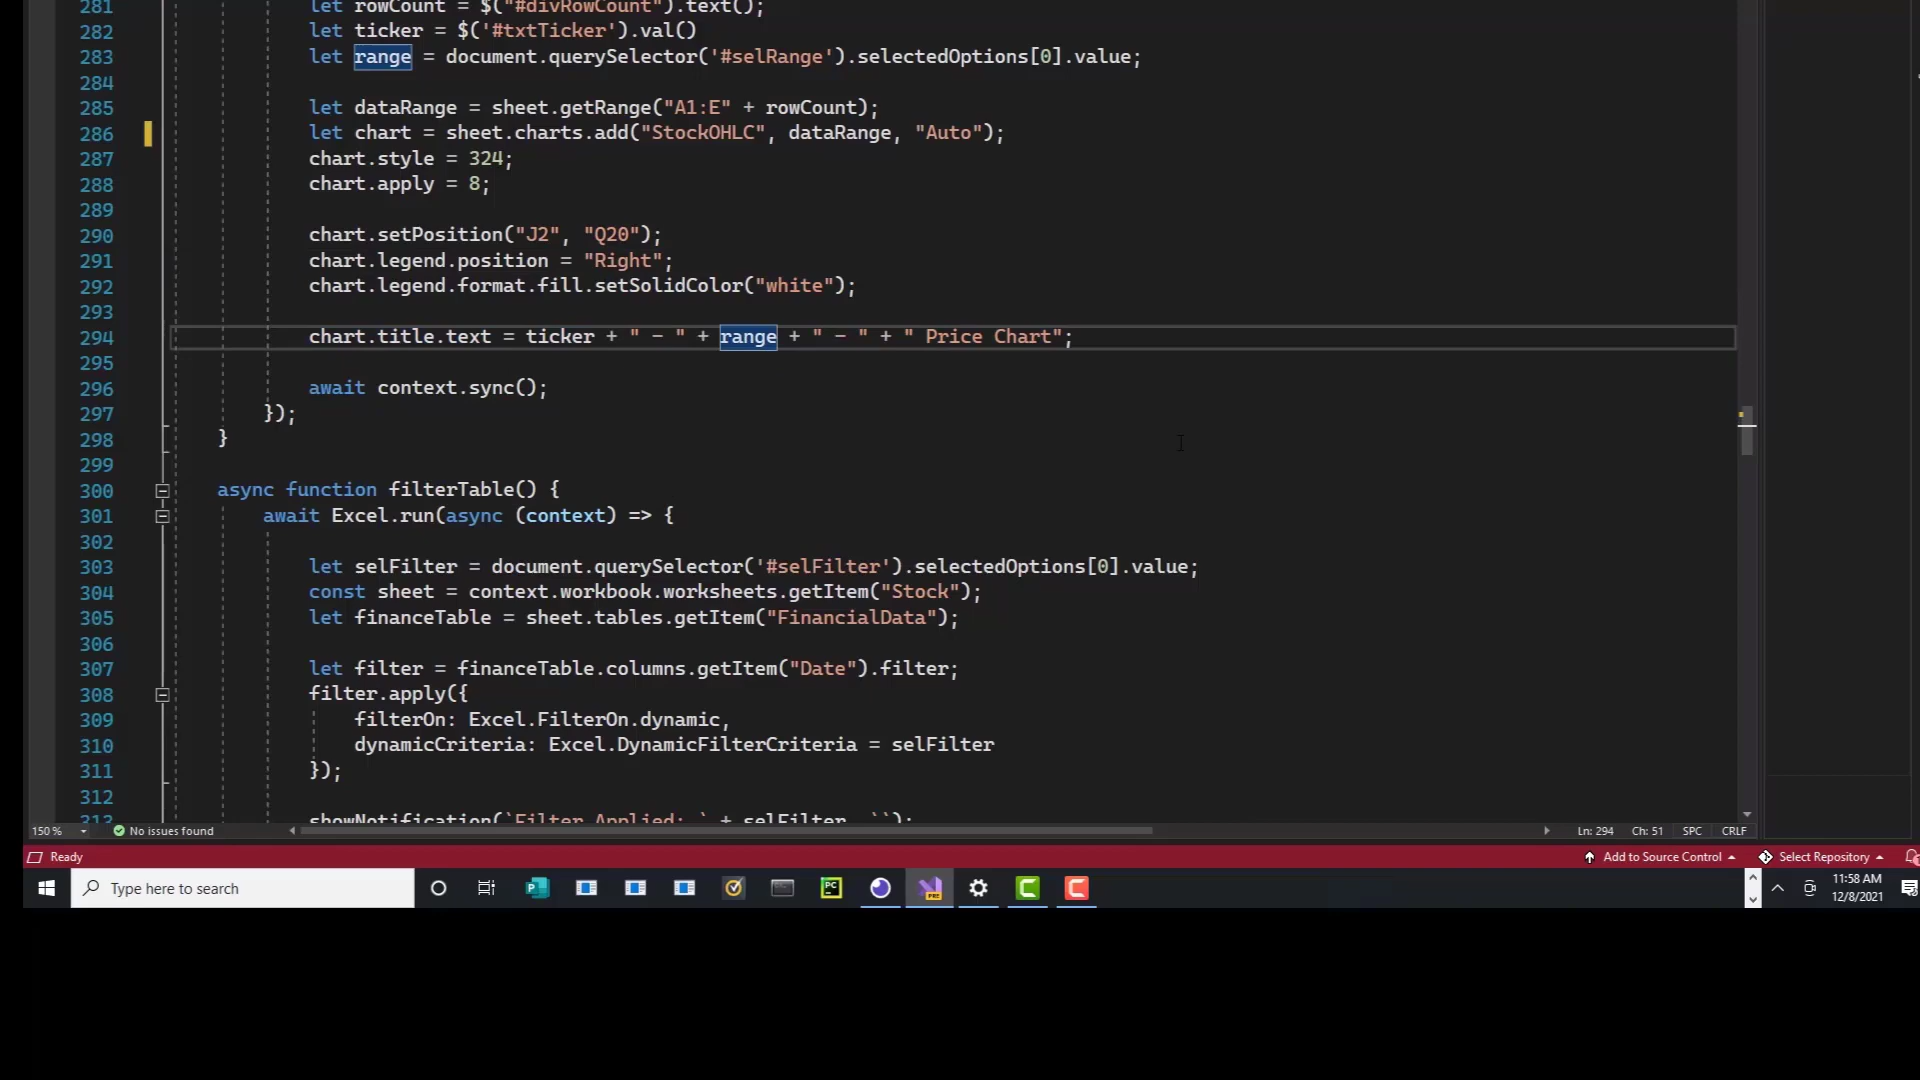 281 let rowCount = $("#divRowCount").text();
282 let ticker = $('#txtTicker').val()
283 let range = document.querySelector('#selRange').selectedOptions[0].value;
284
285 let dataRange = sheet.getRange("A1:E" + rowCount);
286 let chart = sheet.charts.add("StockOHLC", dataRange, "Auto");
287 chart.style = 324;
288 chart.apply = 8;
289
290 chart.setPosition("J2", "Q20");
291 chart.legend.position = "Right";
292 chart.legend.format.fill.setSolidColor("white");
293
294 chart.title.text = ticker + " - " + range + " - " + " Price Chart";
295
296 await context.sync();
297 });
298 }
299
300 async function filterTable() {
301 await Excel.run(async (context) => {
302
303 let selFilter = document.querySelector('#selFilter').selectedOptions[0].value;
304 const sheet = context.workbook.worksheets.getItem("Stock");
305 let financeTable = sheet.tables.getItem("FinancialData");
306
307 let filter = financeTable.columns.getItem("Date").filter;
308 filter.apply({
309 filterOn: Excel.FilterOn.dynamic,
310 dynamicCriteria: Excel.DynamicFilterCriteria = selFilter
311 });
312
313 showNotification(`Filter Applied: ` + selFilter, ``);
150 % No issues found Ln: 294 Ch: 51 SPC CRLF
Ready Add to Source Control Select Repository
Type here to search
PC
PRE
11:58 AM
12/8/2021